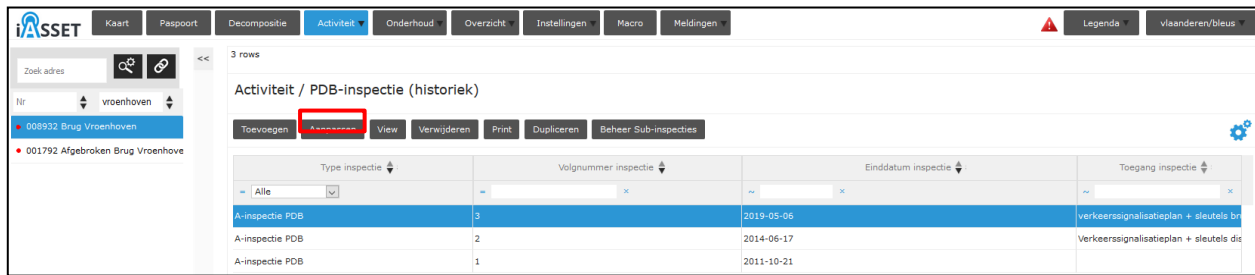 iASSET Kaart Paspoort Decompositie Activiteit Onderhoud Overzicht Instellingen Macro Meldingen Legenda vlaanderen/bleus
Zoek adres << 3 rows
Activiteit / PDB-inspectie (historiek)
Nr vroenhoven
008932 Brug Vroenhoven
001792 Afgebroken Brug Vroenhove
Toevoegen Aanpassen View Verwijderen Print Dupliceren Beheer Sub-inspecties
Type inspectie Volgnummer inspectie Einddatum inspectie Toegang inspectie
= Alle = × ~ × ~ ×
A-inspectie PDB 3 2019-05-06 verkeerssignalisatieplan + sleutels bru
A-inspectie PDB 2 2014-06-17 Verkeerssignalisatieplan + sleutels dis
A-inspectie PDB 1 2011-10-21